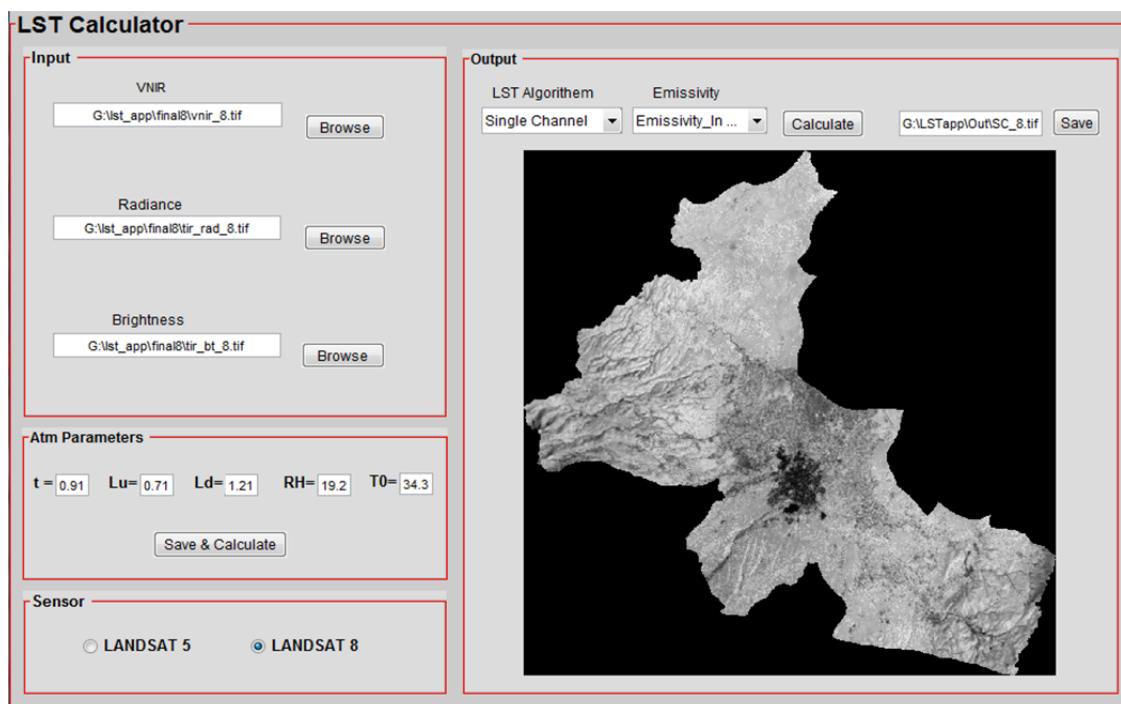 LST Calculator
Input
VNIR
G:\lst_app\final8\vnir_8.tif
Browse
Radiance
G:\lst_app\final8\tir_rad_8.tif
Browse
Brightness
G:\lst_app\final8\tir_bt_8.tif
Browse
Atm Parameters
t = 0.91 Lu= 0.71 Ld= 1.21 RH= 19.2 T0= 34.3
Save & Calculate
Sensor
LANDSAT 5 LANDSAT 8
Output
LST Algorithem Emissivity
Single Channel Emissivity_In ... Calculate G:\LSTapp\Out\SC_8.tif Save